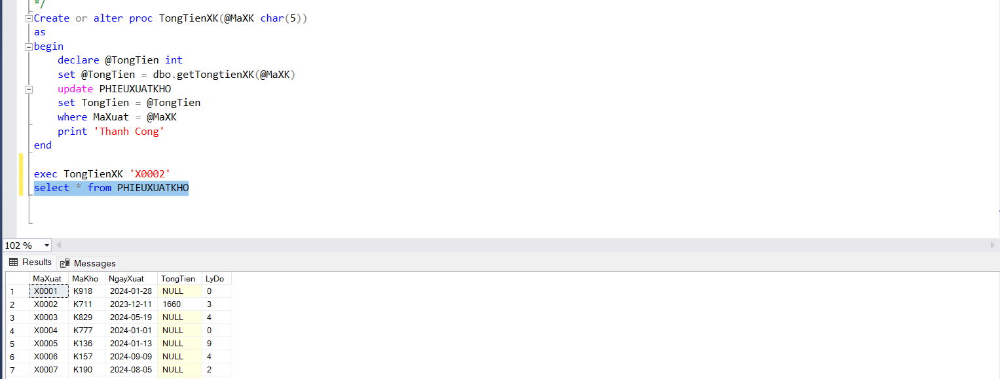 */
Create or alter proc TongTienXK(@MaXK char(5))
as
begin
declare @TongTien int
set @TongTien = dbo.getTongtienXK(@MaXK)
update PHIEUXUATKHO
set TongTien = @TongTien
where MaXuat = @MaXK
print 'Thanh Cong'
end
exec TongTienXK 'X0002'
select * from PHIEUXUATKHO
102 %
Results Messages
MaXuat MaKho NgayXuat TongTien LyDo
1 X0001 K918 2024-01-28 NULL 0
2 X0002 K711 2023-12-11 1660 3
3 X0003 K829 2024-05-19 NULL 4
4 X0004 K777 2024-01-01 NULL 0
5 X0005 K136 2024-01-13 NULL 9
6 X0006 K157 2024-09-09 NULL 4
7 X0007 K190 2024-08-05 NULL 2